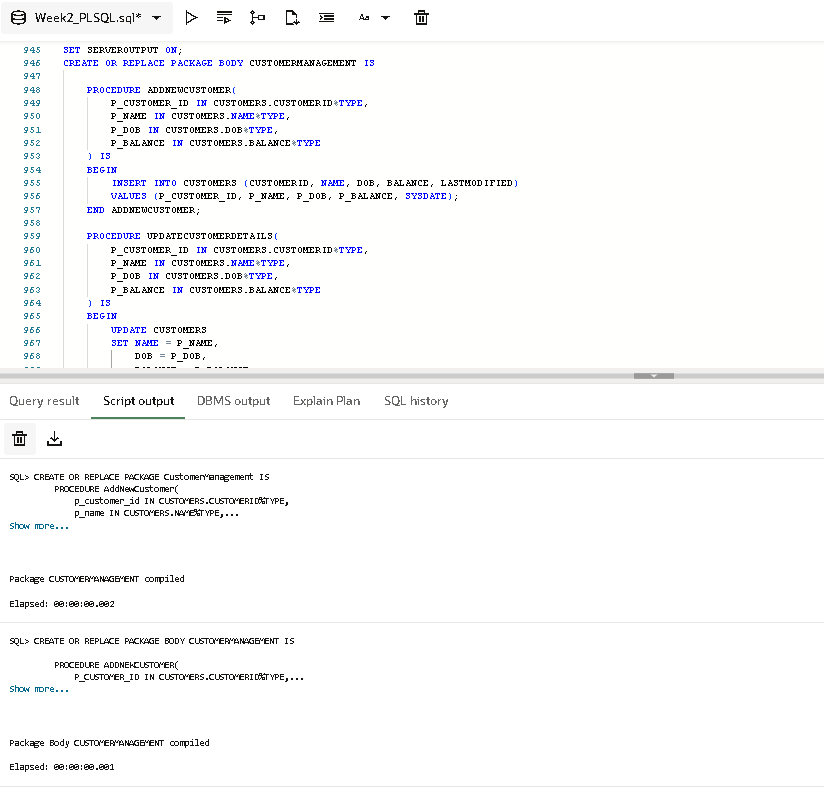 Week2_PLSQL.sql*
Aa
945 SET SERVEROUTPUT ON;
946 CREATE OR REPLACE PACKAGE BODY CUSTOMERMANAGEMENT IS
947
948 PROCEDURE ADDNEWCUSTOMER(
949 P_CUSTOMER_ID IN CUSTOMERS.CUSTOMERID%TYPE,
950 P_NAME IN CUSTOMERS.NAME%TYPE,
951 P_DOB IN CUSTOMERS.DOB%TYPE,
952 P_BALANCE IN CUSTOMERS.BALANCE%TYPE
953 ) IS
954 BEGIN
955 INSERT INTO CUSTOMERS (CUSTOMERID, NAME, DOB, BALANCE, LASTMODIFIED)
956 VALUES (P_CUSTOMER_ID, P_NAME, P_DOB, P_BALANCE, SYSDATE);
957 END ADDNEWCUSTOMER;
958
959 PROCEDURE UPDATECUSTOMERDETAILS(
960 P_CUSTOMER_ID IN CUSTOMERS.CUSTOMERID%TYPE,
961 P_NAME IN CUSTOMERS.NAME%TYPE,
962 P_DOB IN CUSTOMERS.DOB%TYPE,
963 P_BALANCE IN CUSTOMERS.BALANCE%TYPE
964 ) IS
965 BEGIN
966 UPDATE CUSTOMERS
967 SET NAME = P_NAME,
968 DOB = P_DOB,
Query result Script output DBMS output Explain Plan SQL history
SQL> CREATE OR REPLACE PACKAGE CustomerManagement IS
PROCEDURE AddNewCustomer(
p_customer_id IN CUSTOMERS.CUSTOMERID%TYPE,
p_name IN CUSTOMERS.NAME%TYPE,...
Show more...
Package CUSTOMERMANAGEMENT compiled
Elapsed: 00:00:00.002
SQL> CREATE OR REPLACE PACKAGE BODY CUSTOMERMANAGEMENT IS
PROCEDURE ADDNEWCUSTOMER(
P_CUSTOMER_ID IN CUSTOMERS.CUSTOMERID%TYPE,...
Show more...
Package Body CUSTOMERMANAGEMENT compiled
Elapsed: 00:00:00.001